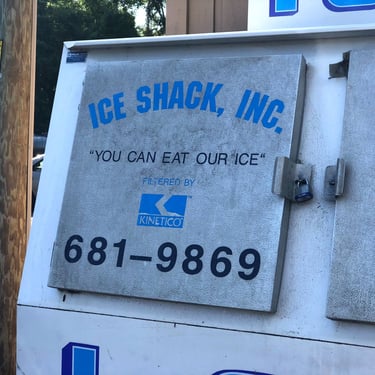 ICE SHACK, INC.
"YOU CAN EAT OUR ICE"
FILTERED BY
KINETICO
681-9869